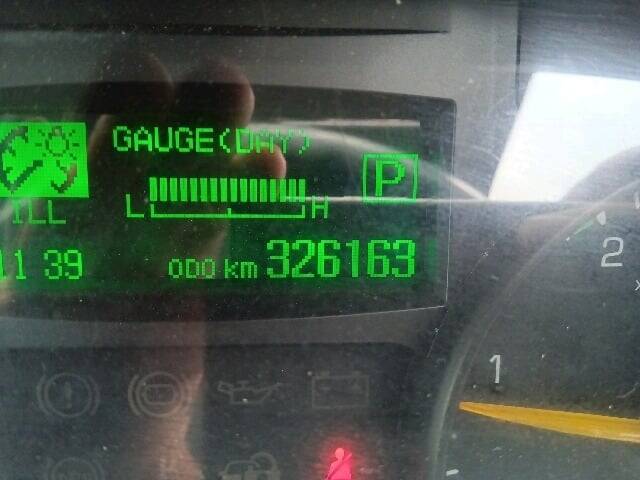 GAUGE(DAY)
P
ILL
L H
11 39
ODO km 326163
2
1